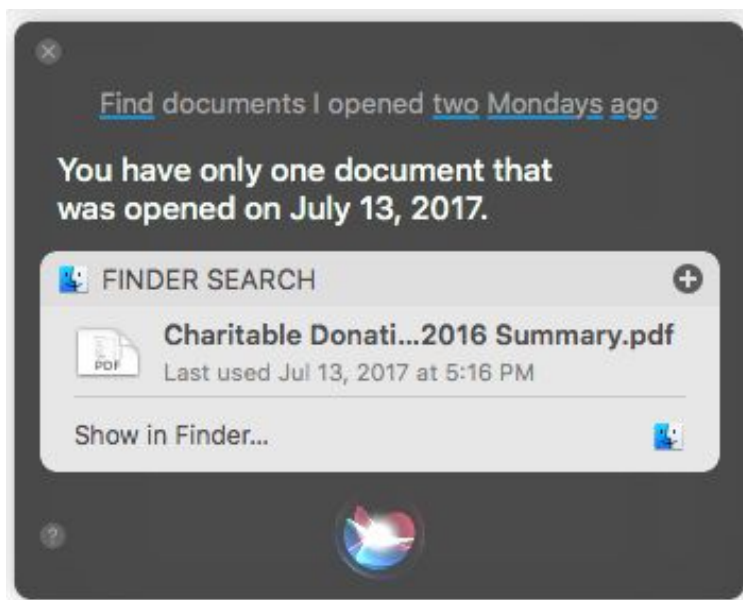 Find documents I opened two Mondays ago
You have only one document that
was opened on July 13, 2017.
FINDER SEARCH
Charitable Donati...2016 Summary.pdf
PDF
Last used Jul 13, 2017 at 5:16 PM
Show in Finder...
?